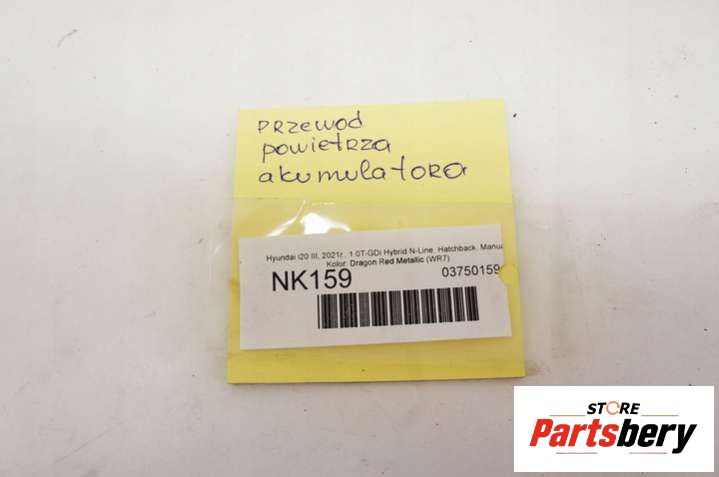 PRZEWOD
POWIETRZA
AKUMULATORA
Hyundai i20 III, 2021r., 1.0T-GDi Hybrid N-Line, Hatchback, Manua
Kolor: Dragon Red Metallic (WR7)
NK159 03750159
STORE
Partsbery